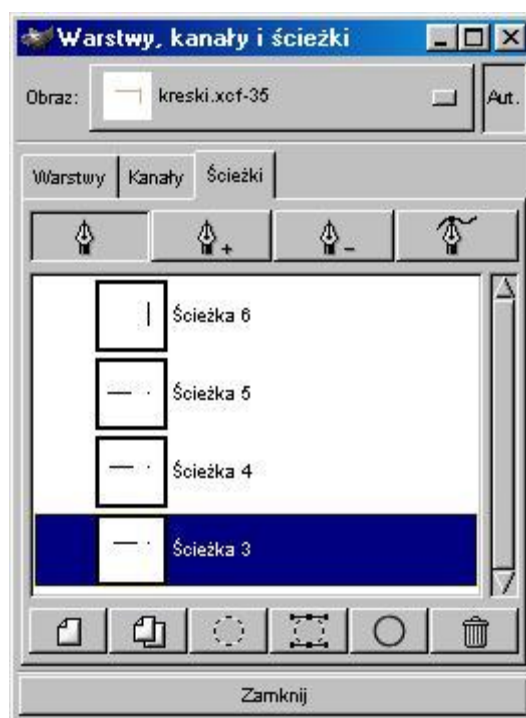 Warstwy, kanały i ścieżki
Obraz: kreski.xcf-35 Aut.
Warstwy Kanały Ścieżki
Ścieżka 6
Ścieżka 5
Ścieżka 4
Ścieżka 3
Zamknij